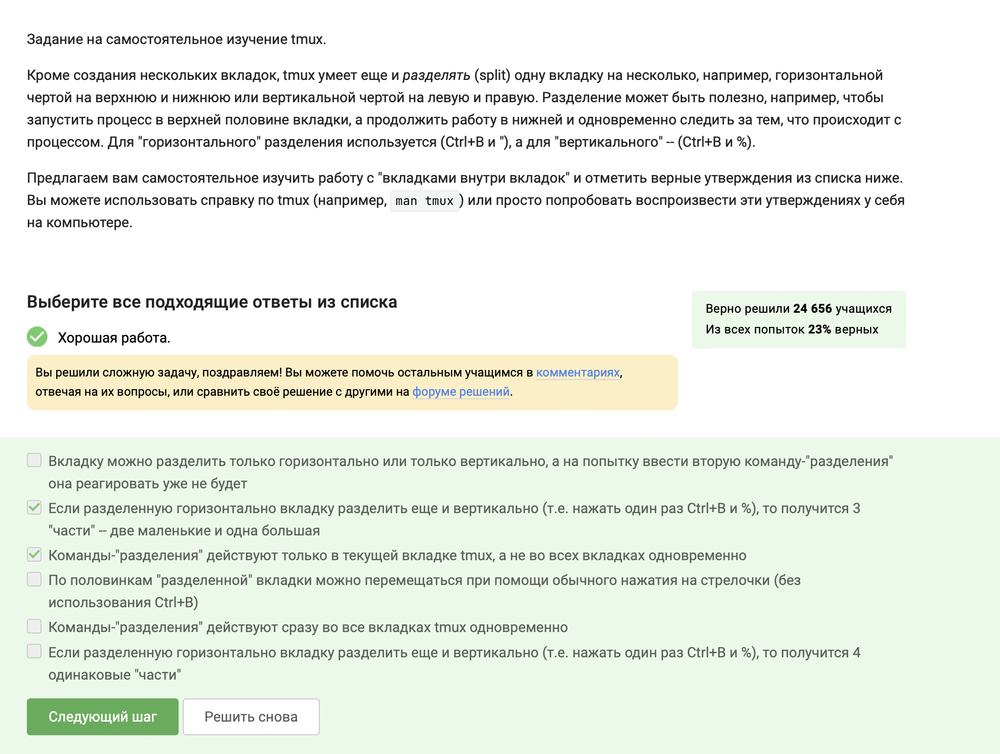 Задание на самостоятельное изучение tmux.
Кроме создания нескольких вкладок, tmux умеет еще и разделять (split) одну вкладку на несколько, например, горизонтальной
чертой на верхнюю и нижнюю или вертикальной чертой на левую и правую. Разделение может быть полезно, например, чтобы
запустить процесс в верхней половине вкладки, а продолжить работу в нижней и одновременно следить за тем, что происходит с
процессом. Для "горизонтального" разделения используется (Ctrl+B и "), а для "вертикального" -- (Ctrl+B и %).
Предлагаем вам самостоятельное изучить работу с "вкладками внутри вкладок" и отметить верные утверждения из списка ниже.
Вы можете использовать справку по tmux (например, man tmux ) или просто попробовать воспроизвести эти утверждениях у себя
на компьютере.
Выберите все подходящие ответы из списка
Верно решили 24 656 учащихся
Из всех попыток 23% верных
Хорошая работа.
Вы решили сложную задачу, поздравляем! Вы можете помочь остальным учащимся в комментариях,
отвечая на их вопросы, или сравнить своё решение с другими на форуме решений.
Вкладку можно разделить только горизонтально или только вертикально, а на попытку ввести вторую команду-"разделения"
она реагировать уже не будет
Если разделенную горизонтально вкладку разделить еще и вертикально (т.е. нажать один раз Ctrl+B и %), то получится 3
"части" -- две маленькие и одна большая
Команды-"разделения" действуют только в текущей вкладке tmux, а не во всех вкладках одновременно
По половинкам "разделенной" вкладки можно перемещаться при помощи обычного нажатия на стрелочки (без
использования Ctrl+B)
Команды-"разделения" действуют сразу во все вкладках tmux одновременно
Если разделенную горизонтально вкладку разделить еще и вертикально (т.е. нажать один раз Ctrl+B и %), то получится 4
одинаковые "части"
Следующий шаг
Решить снова